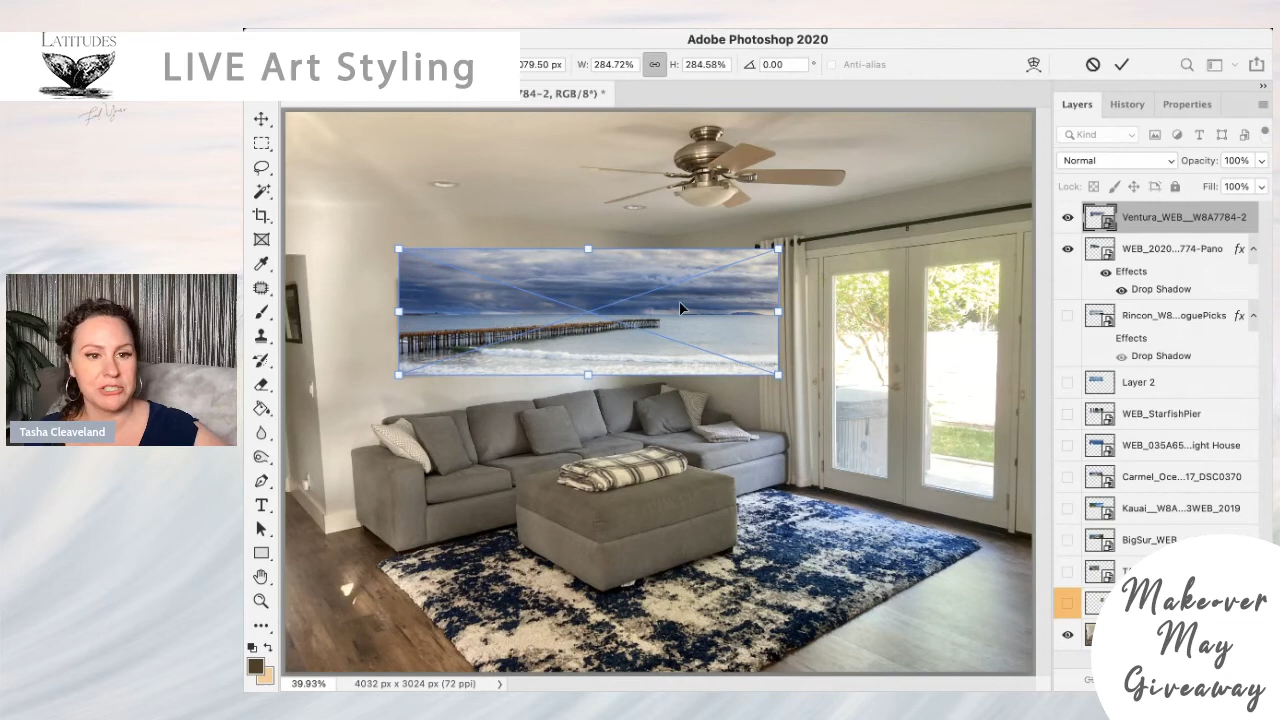 LATITUDES
LIVE Art Styling
Adobe Photoshop 2020
079.50 px W: 284.72% H: 284.58% 0.00 ° Anti-alias
784-2, RGB/8*) *
Layers History Properties
Kind
Normal Opacity: 100%
Lock: Fill: 100%
Ventura_WEB__W8A7784-2
WEB_2020...774-Pano fx
Effects
Drop Shadow
Rincon_W8...oguePicks fx
Effects
Drop Shadow
Layer 2
WEB_StarfishPier
WEB_035A65...ight House
Carmel_Oce...17_DSC0370
Kauai__W8A...3WEB_2019
BigSur_WEB
Tasha Cleaveland
Makeover
May
Giveaway
39.93% 4032 px x 3024 px (72 ppi)